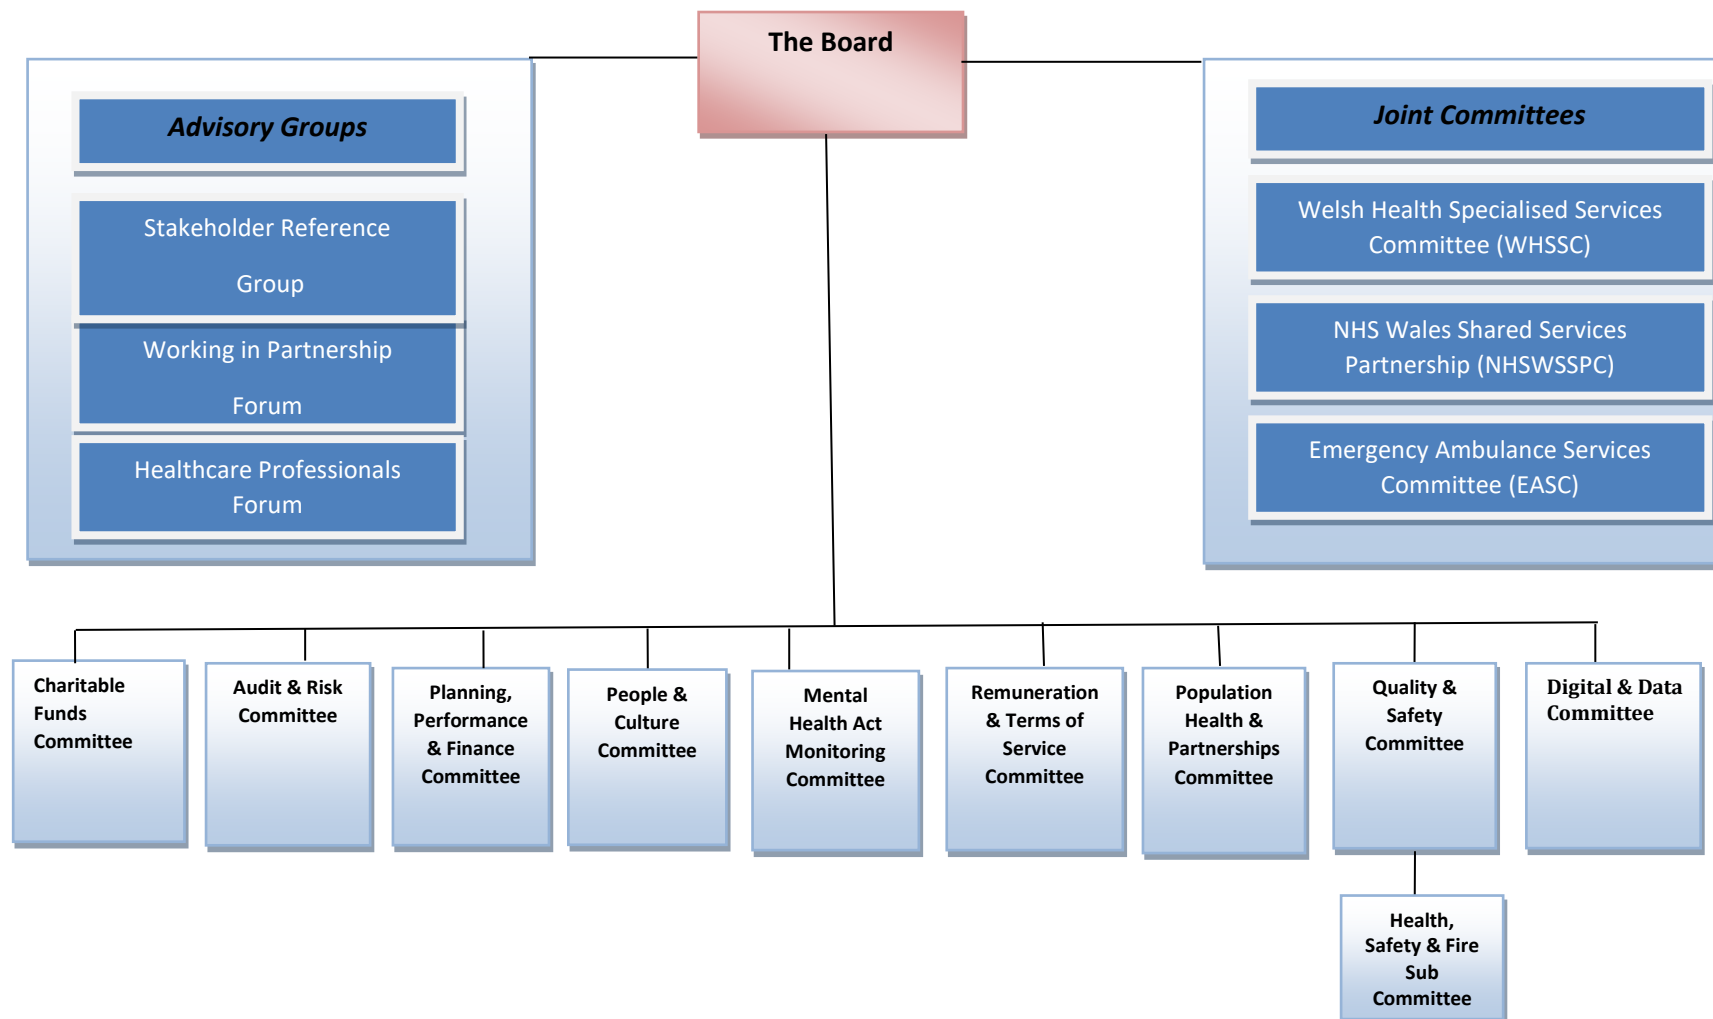 The Board
Advisory Groups
Stakeholder Reference
Group
Working in Partnership
Forum
Healthcare Professionals
Forum
Joint Committees
Welsh Health Specialised Services
Committee (WHSSC)
NHS Wales Shared Services
Partnership (NHSWSSPC)
Emergency Ambulance Services
Committee (EASC)
Charitable
Funds
Committee
Audit & Risk
Committee
Planning,
Performance
& Finance
Committee
People &
Culture
Committee
Mental
Health Act
Monitoring
Committee
Remuneration
& Terms of
Service
Committee
Population
Health &
Partnerships
Committee
Quality &
Safety
Committee
Digital & Data
Committee
Health,
Safety & Fire
Sub
Committee